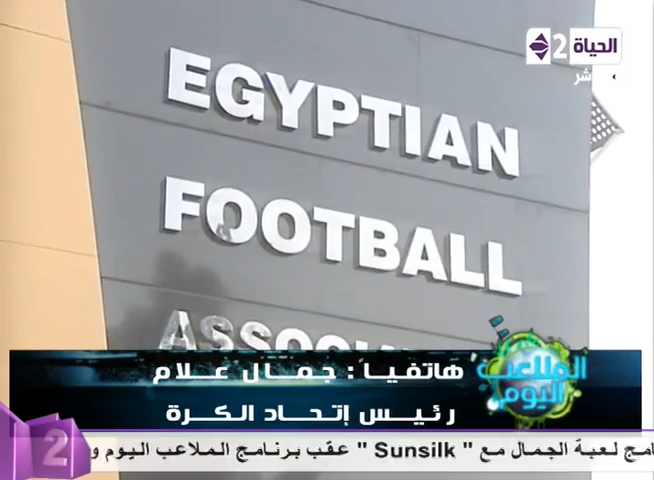 الحياة 2
EGYPTIAN
FOOTBALL
الملاعب اليوم
هاتفياً : جمال علام
رئيس إتحاد الكرة
لعبة الجمال مع " Sunsilk " عقب برنامج الملاعب اليوم و
2